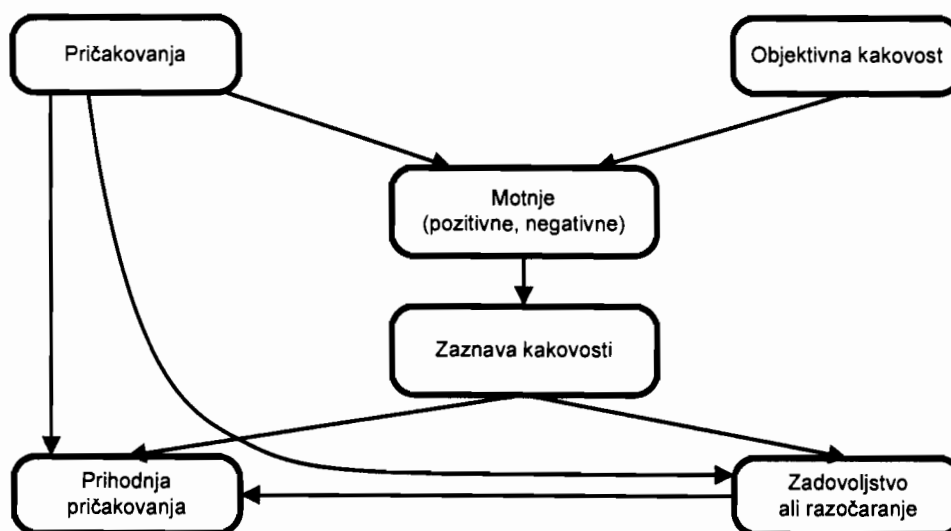 Pričakovanja
Objektivna kakovost
Motnje
(pozitivne, negativne)
Zaznava kakovosti
Prihodnja
pričakovanja
Zadovoljstvo
ali razočaranje